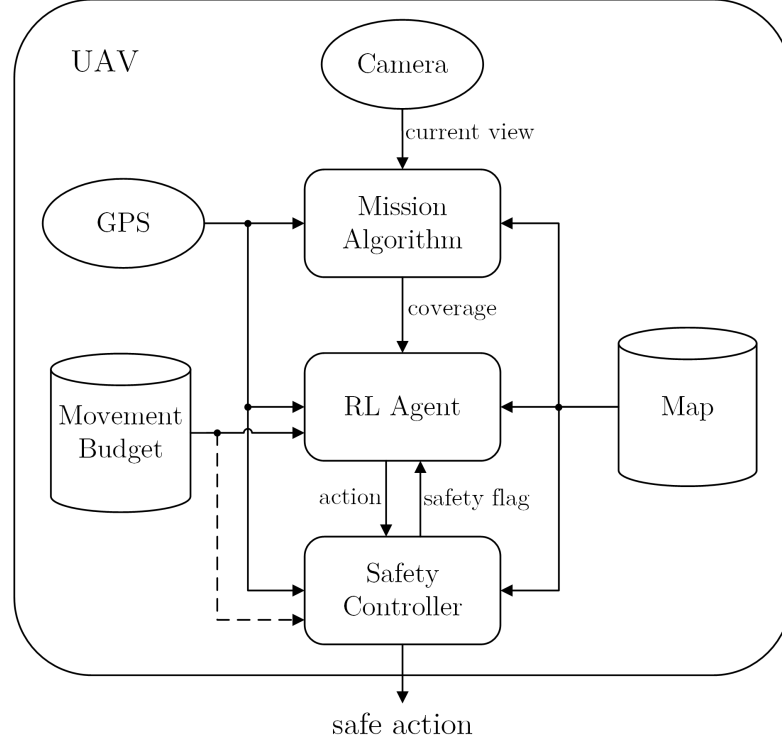 UAV
Camera
current view
GPS
Mission
Algorithm
coverage
Movement
Budget
RL Agent
Map
action
safety flag
Safety
Controller
safe action